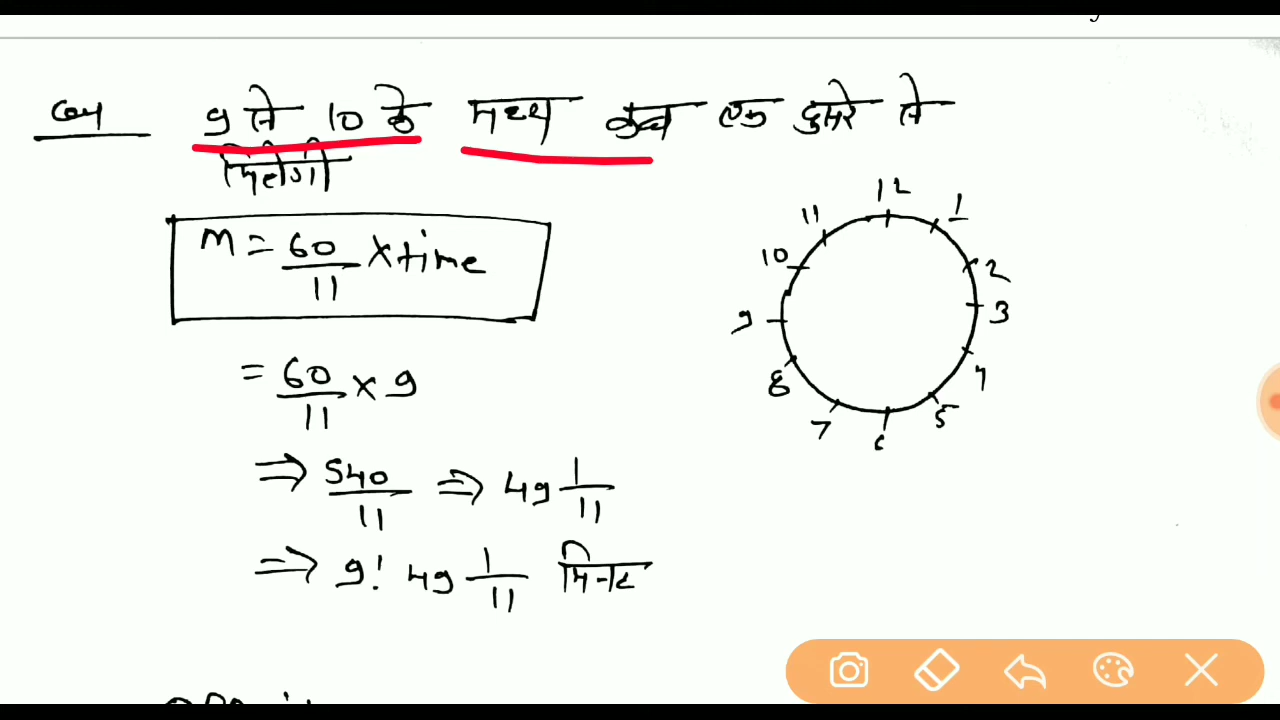 9 से 10 के मध्य कब एक दुसरे से
मिलेगी
M = 60/11 × time
= 60/11 × 9
⇒ 540/11 ⇒ 49 1/11
⇒ 9: 49 1/11 मिनट
12
1
2
3
4
5
6
7
8
9
10
11